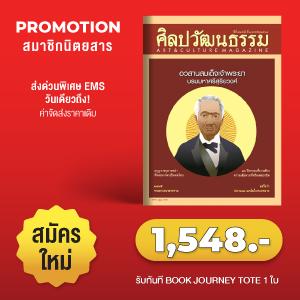 PROMOTION
สมาชิกนิตยสาร
ส่งด่วนพิเศษ EMS
วันเดียวถึง!
ค่าจัดส่งราคาเดิม
ศิลปวัฒนธรรม
ART & CULTURE MAGAZINE
อวสานสมเด็จเจ้าพระยา
บรมมหาศรีสุริยวงศ์
สมัคร
ใหม่
1,548.-
รับทันที BOOK JOURNEY TOTE 1 ใบ